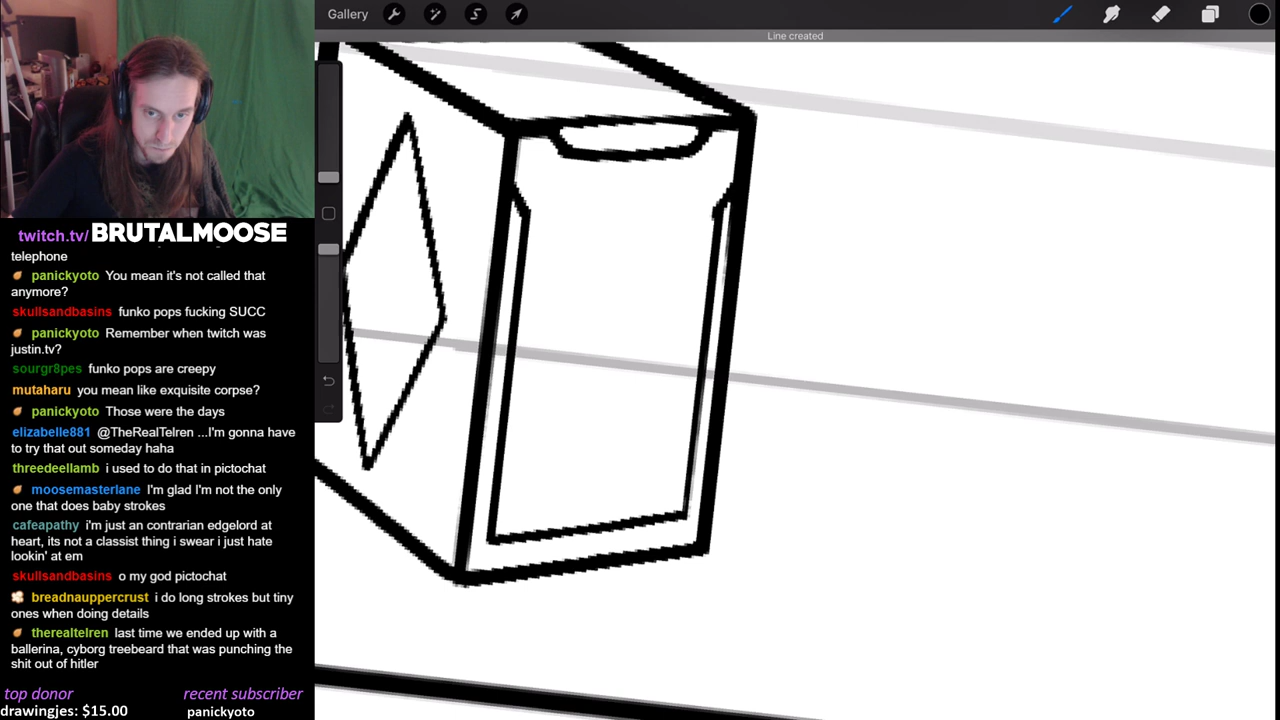 Gallery
Line created
twitch.tv/BRUTALMOOSE
telephone
panickyoto You mean it's not called that
anymore?
skullsandbasins funko pops fucking SUCC
panickyoto Remember when twitch was
justin.tv?
sourgr8pes funko pops are creepy
mutaharu you mean like exquisite corpse?
panickyoto Those were the days
elizabelle881 @TheRealTelren ...I'm gonna have
to try that out someday haha
threedeellamb i used to do that in pictochat
moosemasterlane I'm glad I'm not the only
one that does baby strokes
cafeapathy i'm just an contrarian edgelord at
heart, its not a classist thing i swear i just hate
lookin' at em
skullsandbasins o my god pictochat
breadnauppercrust i do long strokes but tiny
ones when doing details
therealtelren last time we ended up with a
ballerina, cyborg treebeard that was punching the
shit out of hitler
top donor recent subscriber
drawingjes: $15.00 panickyoto